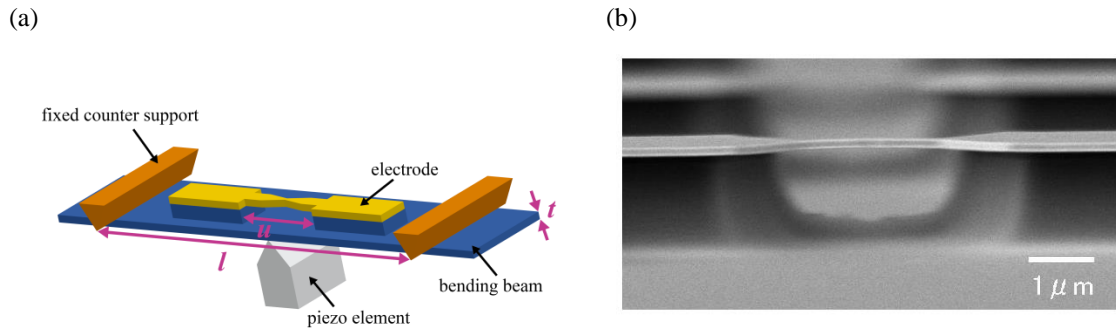 (a)
(b)
fixed counter support
electrode
u
t
l
bending beam
piezo element
1 μm